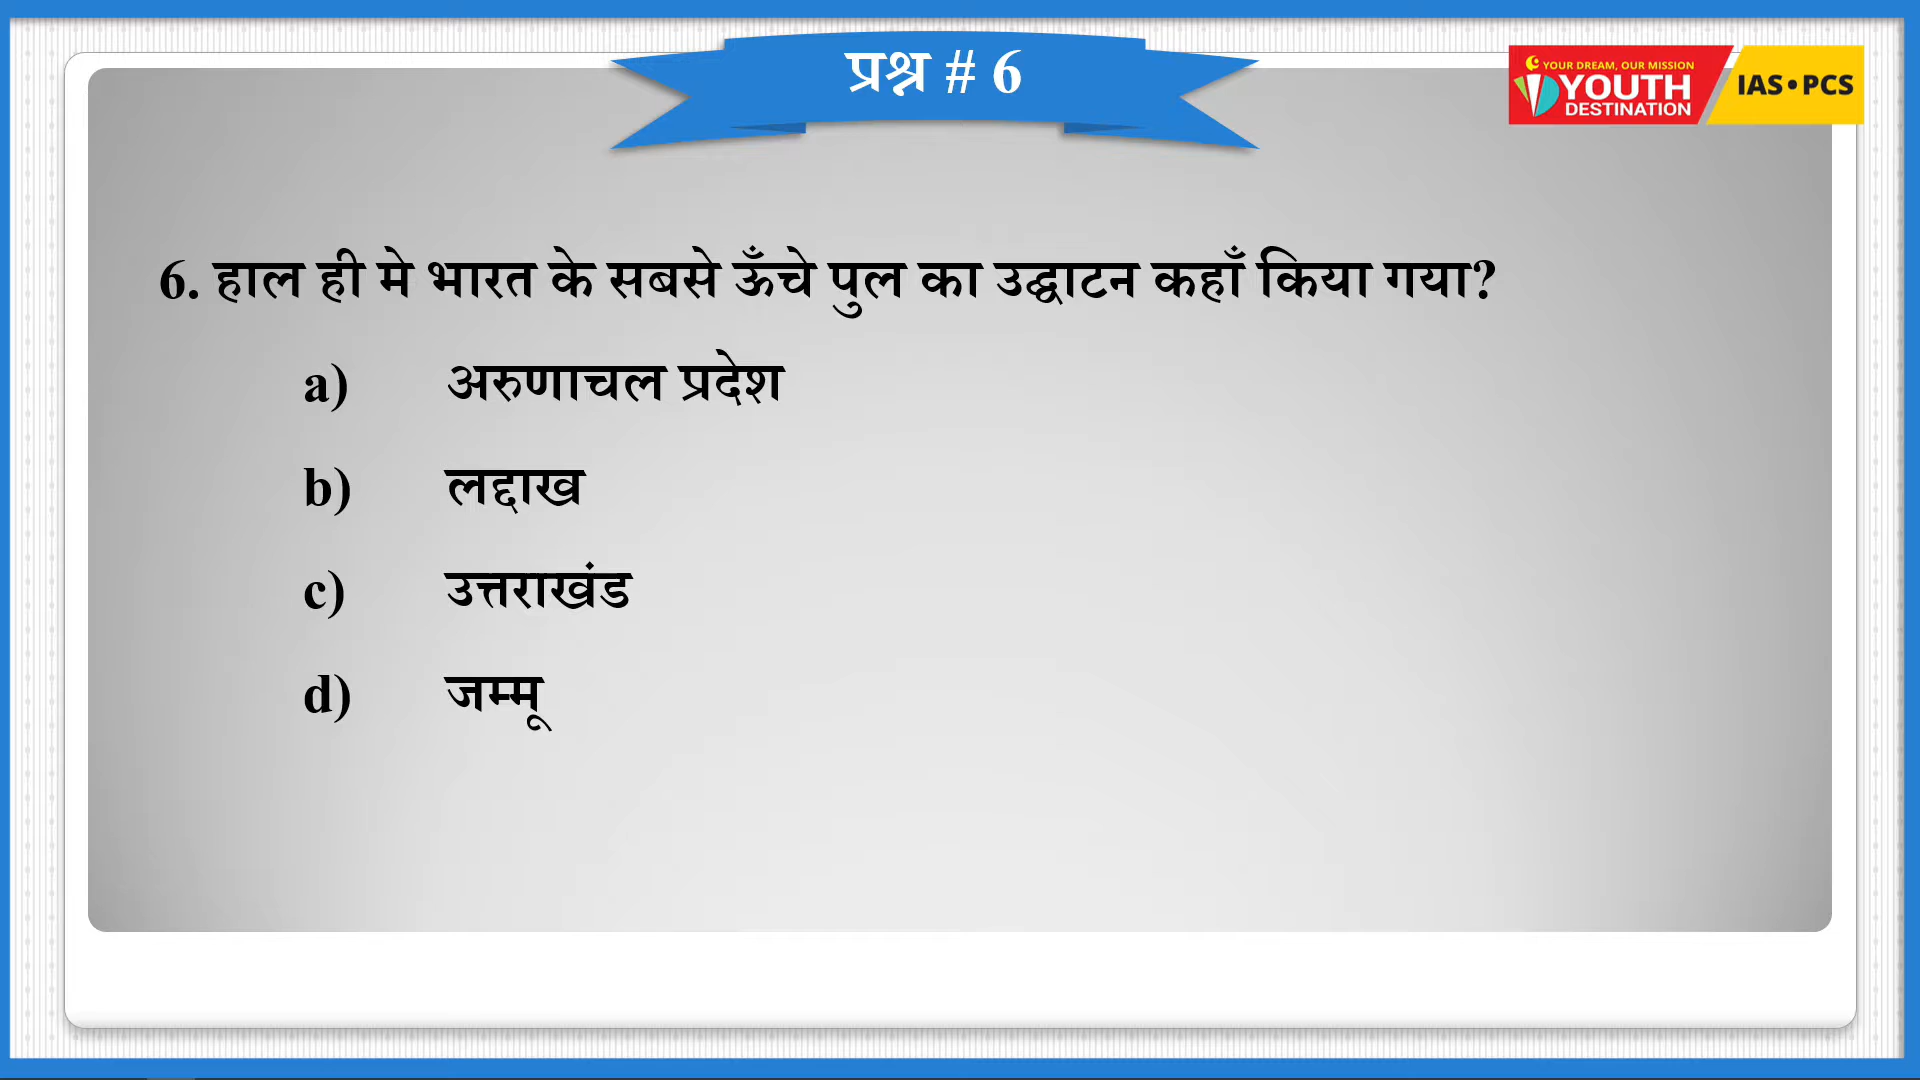 प्रश्न # 6
YOUR DREAM, OUR MISSION
YOUTH
DESTINATION
IAS•PCS
6. हाल ही मे भारत के सबसे ऊँचे पुल का उद्घाटन कहाँ किया गया?
a) अरुणाचल प्रदेश
b) लद्दाख
c) उत्तराखंड
d) जम्मू